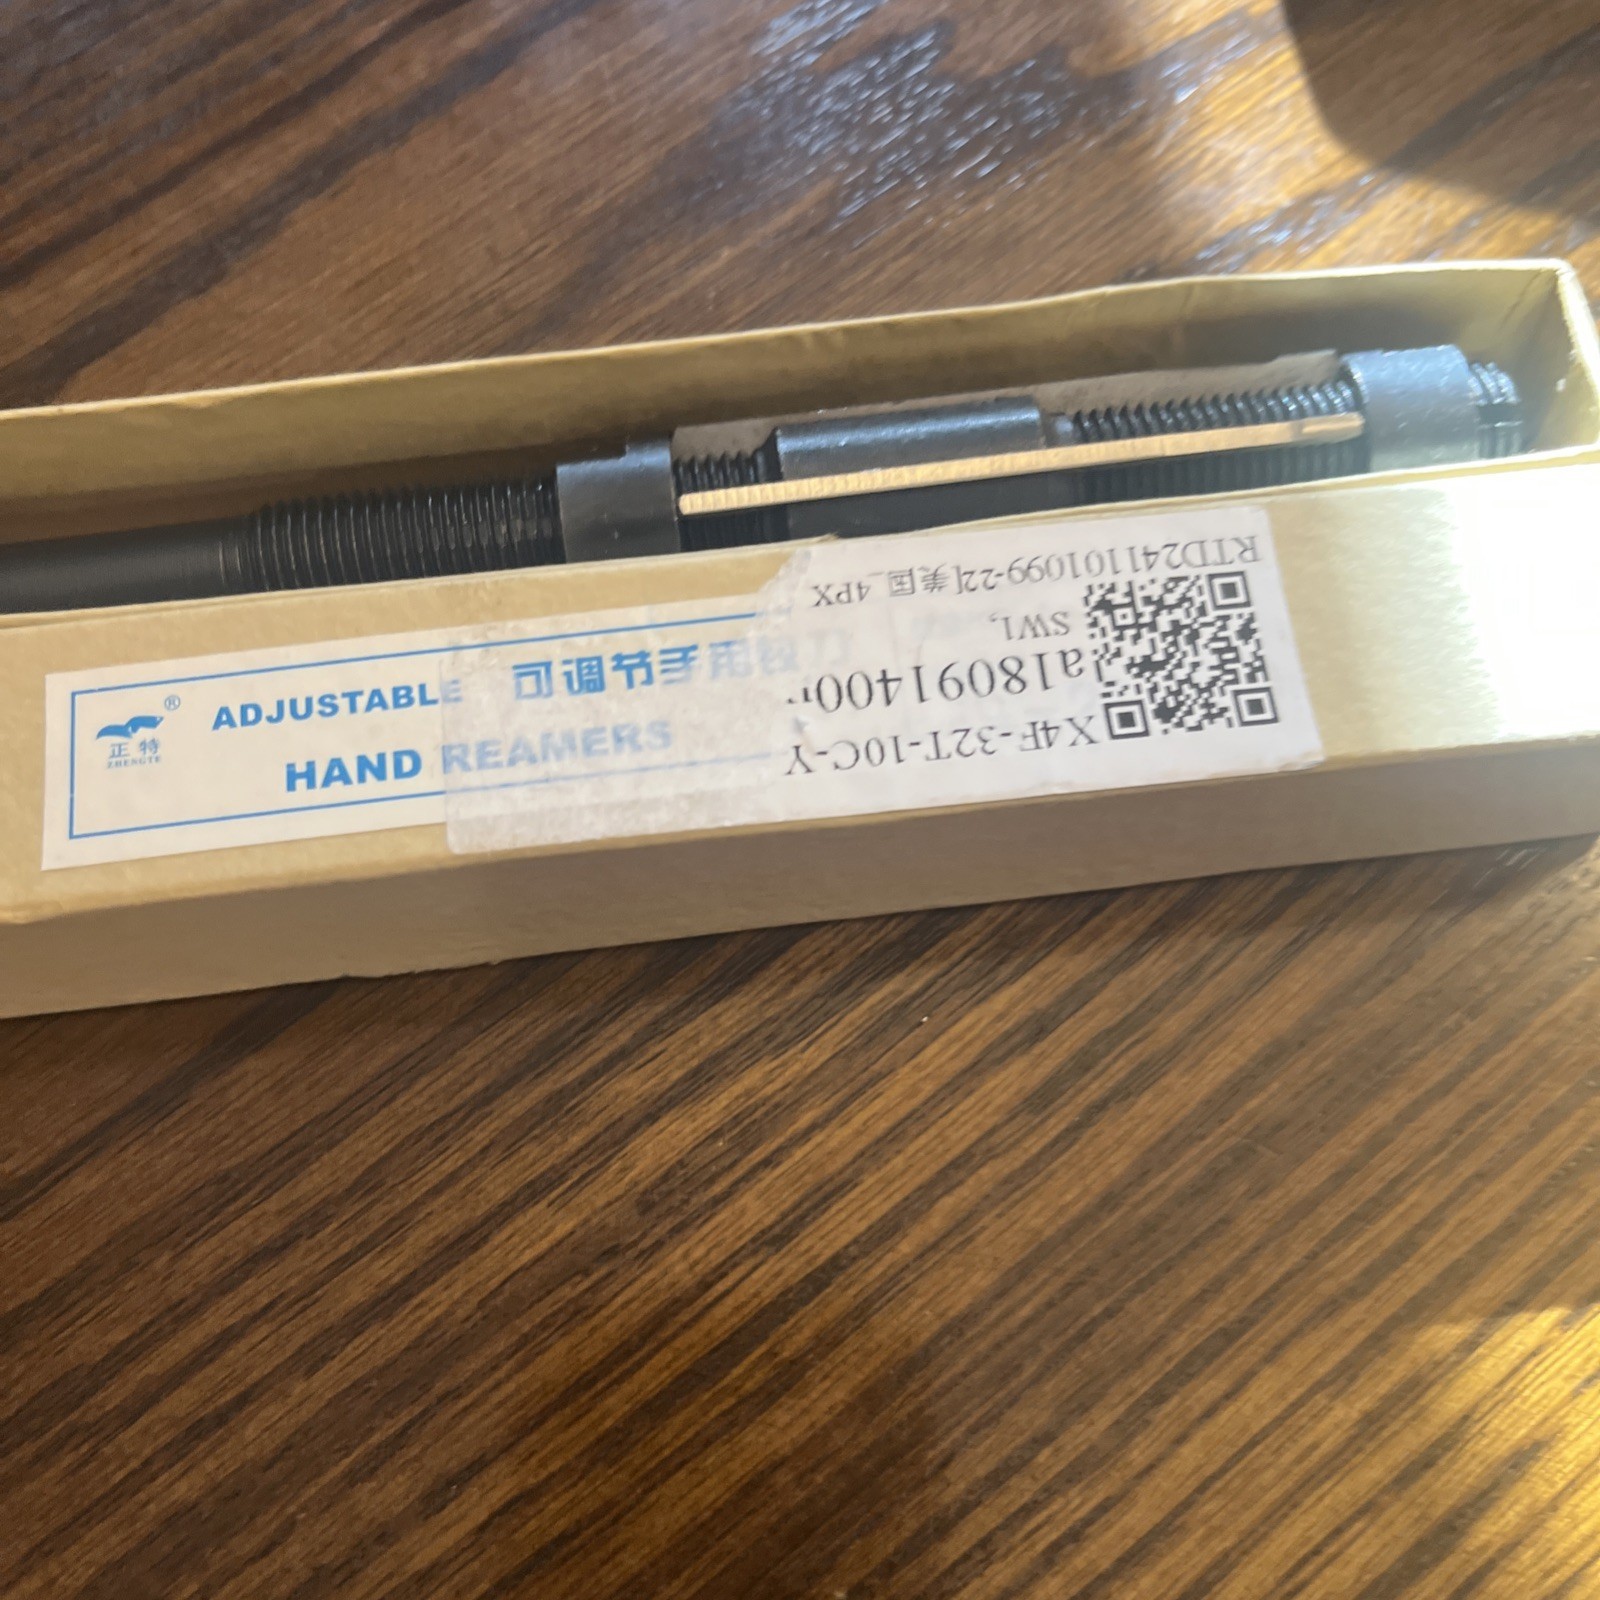 ®
正特
ZHENGTE
ADJUSTABLE 可调节手用铰刀
HAND REAMERS
X4F-32T-10C-Y
a18091400
SW1,
RTD241101099-22[美国_4PX